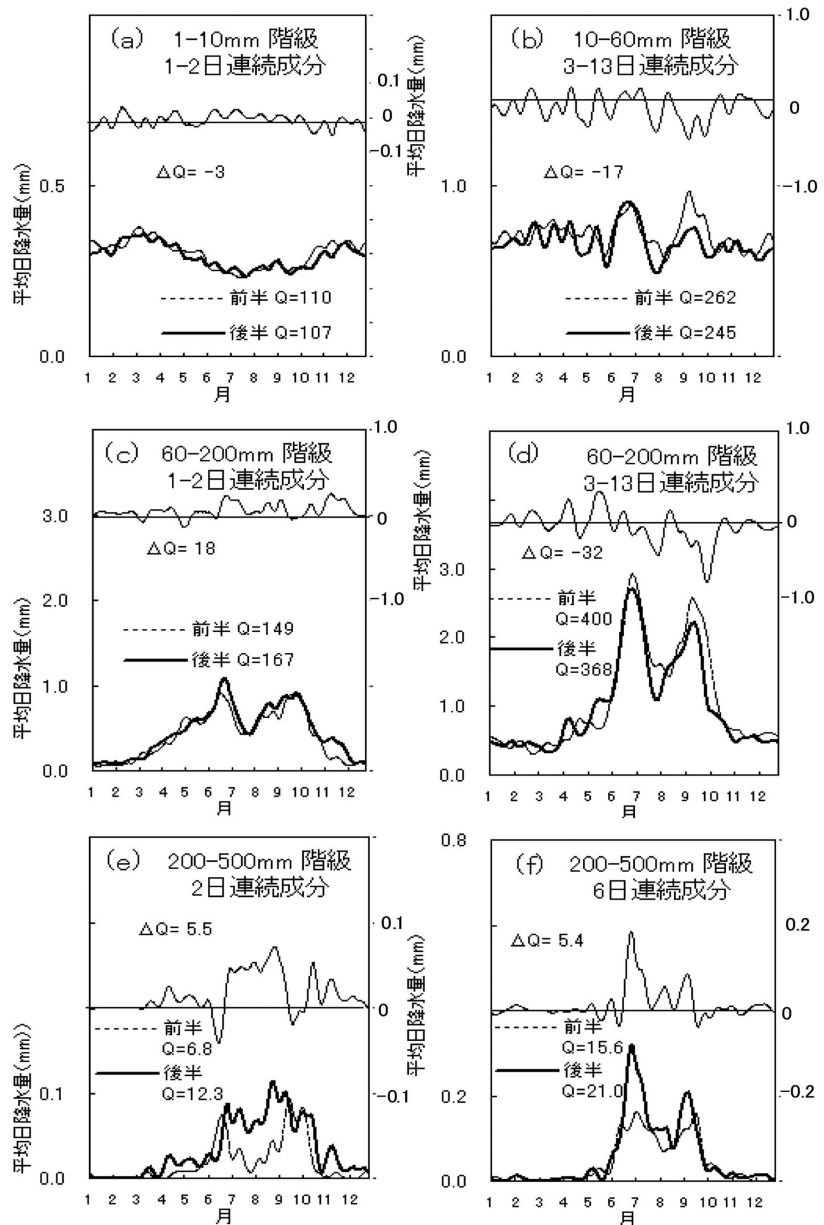 (a) 1-10mm 階級
1-2日連続成分
0.1
0
-0.1
平均日降水量(mm)
0.5
0.0
△Q= -3
前半 Q=110
後半 Q=107
1 2 3 4 5 6 7 8 9 10 11 12
月
(b) 10-60mm 階級
3-13日連続成分
1.0
0
-1.0
平均日降水量(mm)
1.0
0.0
△Q= -17
前半 Q=262
後半 Q=245
1 2 3 4 5 6 7 8 9 10 11 12
月
(c) 60-200mm 階級
1-2日連続成分
1.0
0
-1.0
平均日降水量(mm)
3.0
2.0
1.0
0.0
△Q= 18
前半 Q=149
後半 Q=167
1 2 3 4 5 6 7 8 9 10 11 12
月
(d) 60-200mm 階級
3-13日連続成分
1.0
0
-1.0
平均日降水量(mm)
3.0
2.0
1.0
0.0
△Q= -32
前半
Q=400
後半
Q=368
1 2 3 4 5 6 7 8 9 10 11 12
月
(e) 200-500mm 階級
2日連続成分
0.1
0
-0.1
平均日降水量(mm))
0.1
0.0
△Q= 5.5
前半
Q=6.8
後半
Q=12.3
1 2 3 4 5 6 7 8 9 10 11 12
月
(f) 200-500mm 階級
6日連続成分
0.2
0
-0.2
平均日降水量(mm)
0.8
0.2
0.0
△Q= 5.4
前半
Q=15.6
後半
Q=21.0
1 2 3 4 5 6 7 8 9 10 11 12
月